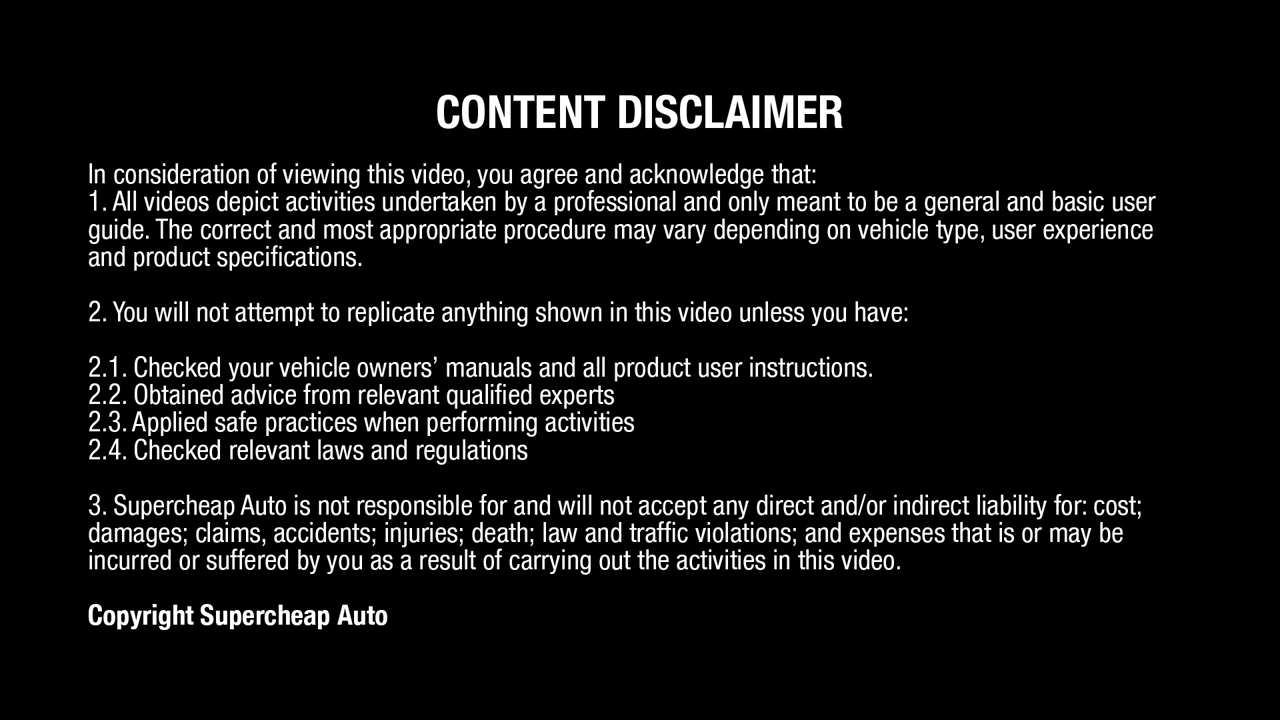 CONTENT DISCLAIMER
In consideration of viewing this video, you agree and acknowledge that:
1. All videos depict activities undertaken by a professional and only meant to be a general and basic user
guide. The correct and most appropriate procedure may vary depending on vehicle type, user experience
and product specifications.
2. You will not attempt to replicate anything shown in this video unless you have:
2.1. Checked your vehicle owners’ manuals and all product user instructions.
2.2. Obtained advice from relevant qualified experts
2.3. Applied safe practices when performing activities
2.4. Checked relevant laws and regulations
3. Supercheap Auto is not responsible for and will not accept any direct and/or indirect liability for: cost;
damages; claims, accidents; injuries; death; law and traffic violations; and expenses that is or may be
incurred or suffered by you as a result of carrying out the activities in this video.
Copyright Supercheap Auto